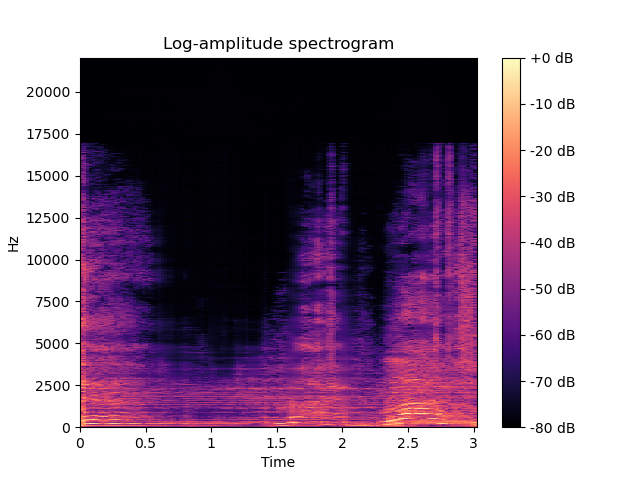 Log-amplitude spectrogram
Hz
20000
17500
15000
12500
10000
7500
5000
2500
0
0 0.5 1 1.5 2 2.5 3
Time
+0 dB
-10 dB
-20 dB
-30 dB
-40 dB
-50 dB
-60 dB
-70 dB
-80 dB